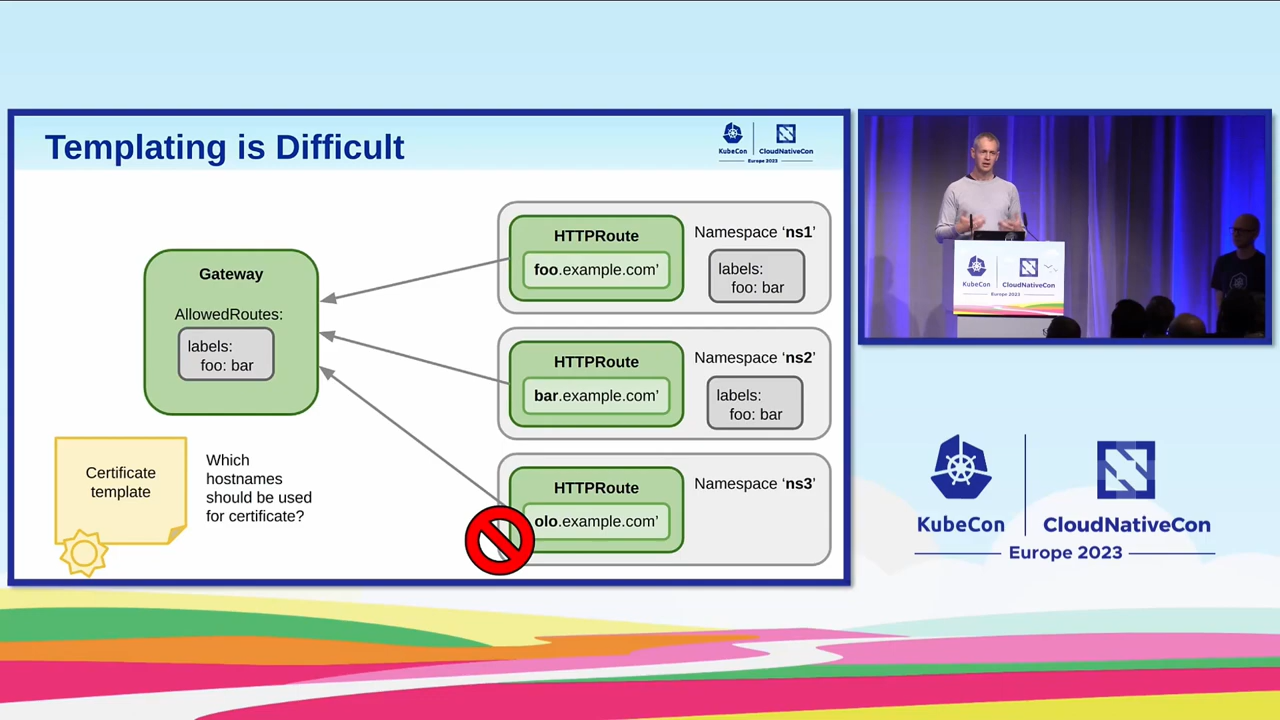 Templating is Difficult
KubeCon
CloudNativeCon
Europe 2023
Gateway
AllowedRoutes:
labels:
foo: bar
HTTPRoute
foo.example.com’
Namespace ‘ns1’
labels:
foo: bar
HTTPRoute
bar.example.com’
Namespace ‘ns2’
labels:
foo: bar
HTTPRoute
olo.example.com’
Namespace ‘ns3’
Certificate
template
Which
hostnames
should be used
for certificate?
KubeCon
CloudNativeCon
Europe 2023
KubeCon
CloudNativeCon
Europe 2023